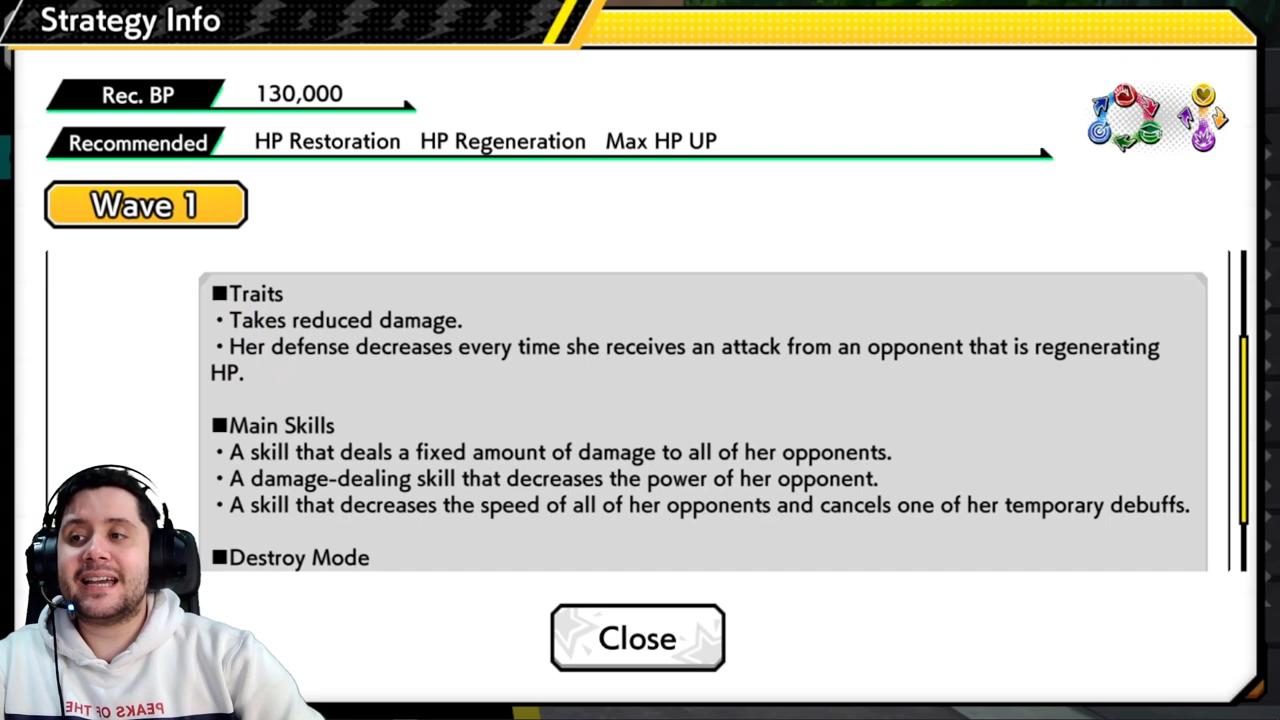 Strategy Info
Rec. BP 130,000
Recommended HP Restoration HP Regeneration Max HP UP
Wave 1
■Traits
・Takes reduced damage.
・Her defense decreases every time she receives an attack from an opponent that is regenerating
HP.
■Main Skills
・A skill that deals a fixed amount of damage to all of her opponents.
・A damage-dealing skill that decreases the power of her opponent.
・A skill that decreases the speed of all of her opponents and cancels one of her temporary debuffs.
■Destroy Mode
Close
PEAKS OF THE